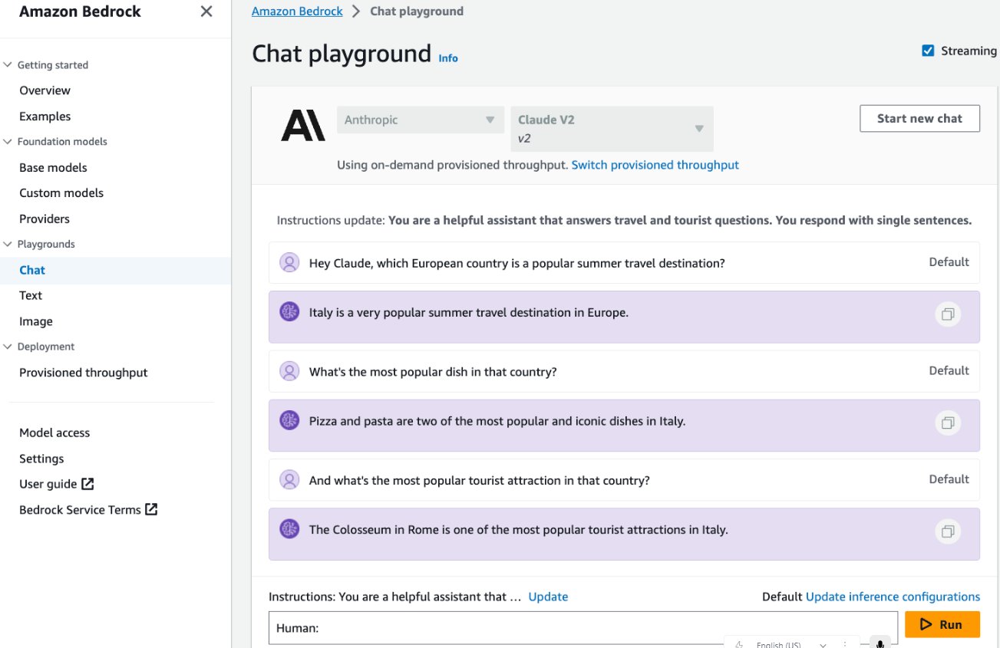 Amazon Bedrock
Getting started
Overview
Examples
Foundation models
Base models
Custom models
Providers
Playgrounds
Chat
Text
Image
Deployment
Provisioned throughput
Model access
Settings
User guide
Bedrock Service Terms
Amazon Bedrock > Chat playground
Chat playground Info
Streaming
Anthropic
Claude V2
v2
Start new chat
Using on-demand provisioned throughput. Switch provisioned throughput
Instructions update: You are a helpful assistant that answers travel and tourist questions. You respond with single sentences.
Hey Claude, which European country is a popular summer travel destination? Default
Italy is a very popular summer travel destination in Europe.
What's the most popular dish in that country? Default
Pizza and pasta are two of the most popular and iconic dishes in Italy.
And what's the most popular tourist attraction in that country? Default
The Colosseum in Rome is one of the most popular tourist attractions in Italy.
Instructions: You are a helpful assistant that ... Update
Default Update inference configurations
Human:
Run
English (US)